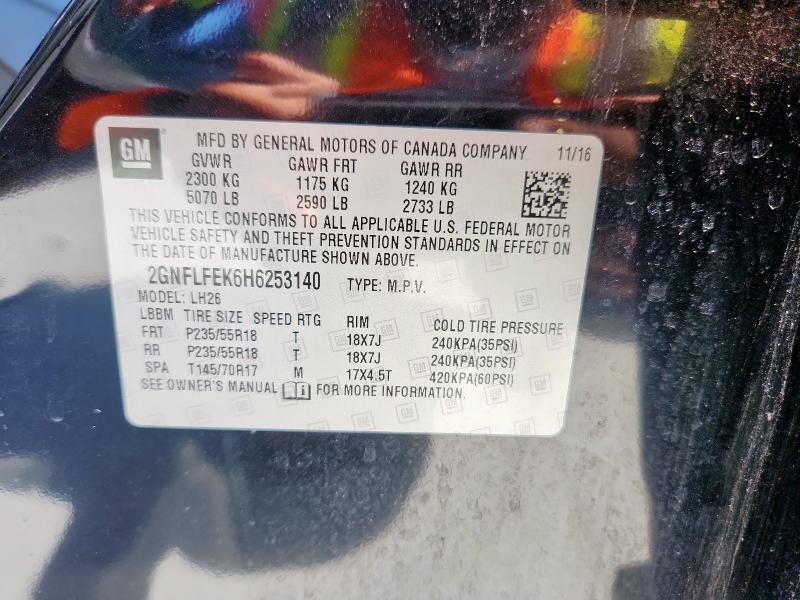 GM MFD BY GENERAL MOTORS OF CANADA COMPANY 11/16
GVWR GAWR FRT GAWR RR
2300 KG 1175 KG 1240 KG
5070 LB 2590 LB 2733 LB
THIS VEHICLE CONFORMS TO ALL APPLICABLE U.S. FEDERAL MOTOR
VEHICLE SAFETY AND THEFT PREVENTION STANDARDS IN EFFECT ON
THE DATE OF MANUFACTURE SHOWN ABOVE.
2GNFLFEK6H6253140 TYPE: M.P.V.
MODEL: LH26
LBBM TIRE SIZE SPEED RTG RIM COLD TIRE PRESSURE
FRT P235/55R18 T 18X7J 240KPA(35PSI)
RR P235/55R18 T 18X7J 240KPA(35PSI)
SPA T145/70R17 M 17X4.5T 420KPA(60PSI)
SEE OWNER'S MANUAL FOR MORE INFORMATION.